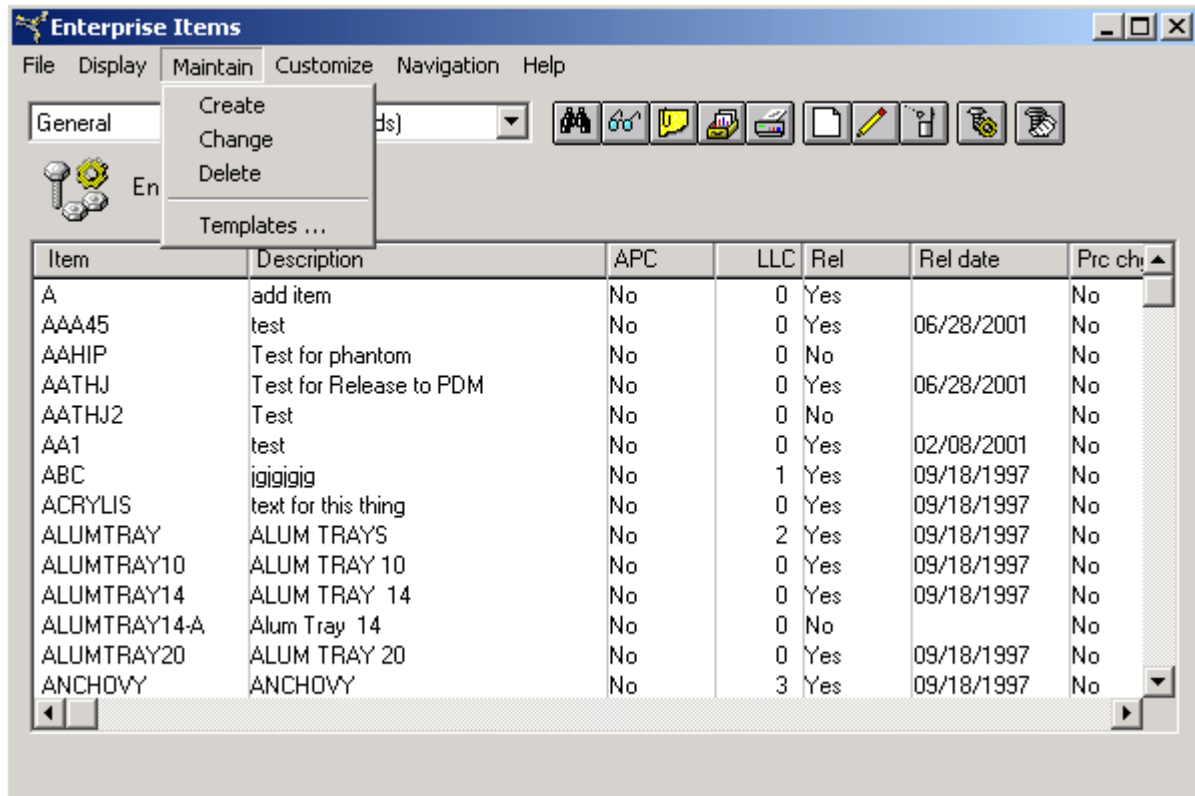 Enterprise Items
File Display Maintain Customize Navigation Help
General ds)
Create
Change
Delete
Templates ...
En
Item Description APC LLC Rel Rel date Prc chg
A add item No 0 Yes No
AAA45 test No 0 Yes 06/28/2001 No
AAHIP Test for phantom No 0 No No
AATHJ Test for Release to PDM No 0 Yes 06/28/2001 No
AATHJ2 Test No 0 No No
AA1 test No 0 Yes 02/08/2001 No
ABC jgjgjgjg No 1 Yes 09/18/1997 No
ACRYLIS text for this thing No 0 Yes 09/18/1997 No
ALUMTRAY ALUM TRAYS No 2 Yes 09/18/1997 No
ALUMTRAY10 ALUM TRAY 10 No 0 Yes 09/18/1997 No
ALUMTRAY14 ALUM TRAY 14 No 0 Yes 09/18/1997 No
ALUMTRAY14-A Alum Tray 14 No 0 No No
ALUMTRAY20 ALUM TRAY 20 No 0 Yes 09/18/1997 No
ANCHOVY ANCHOVY No 3 Yes 09/18/1997 No